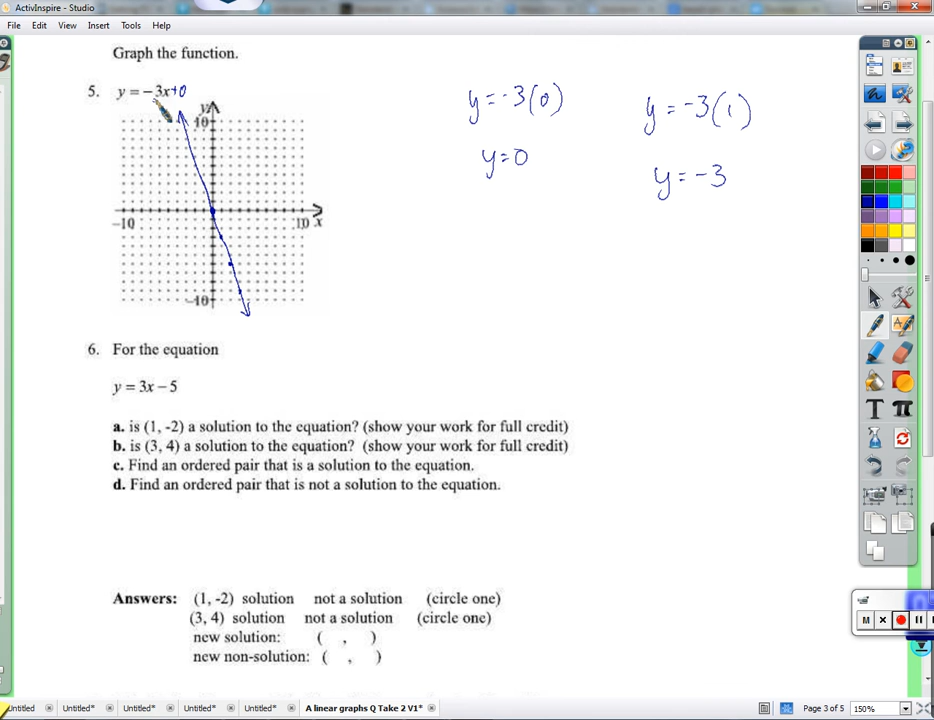 ActivInspire - Studio
File Edit View Insert Tools Help
Graph the function.
5. y = −3x+0
y = -3(0)
y = -3(1)
y=0
y = -3
y
10
-10
10 x
-10
6. For the equation
y = 3x – 5
a. is (1, -2) a solution to the equation? (show your work for full credit)
b. is (3, 4) a solution to the equation? (show your work for full credit)
c. Find an ordered pair that is a solution to the equation.
d. Find an ordered pair that is not a solution to the equation.
Answers: (1, -2) solution not a solution (circle one)
(3, 4) solution not a solution (circle one)
new solution: ( , )
new non-solution: ( , )
M
Untitled Untitled* Untitled* Untitled* Untitled* A linear graphs Q Take 2 V1* Page 3 of 5 150%